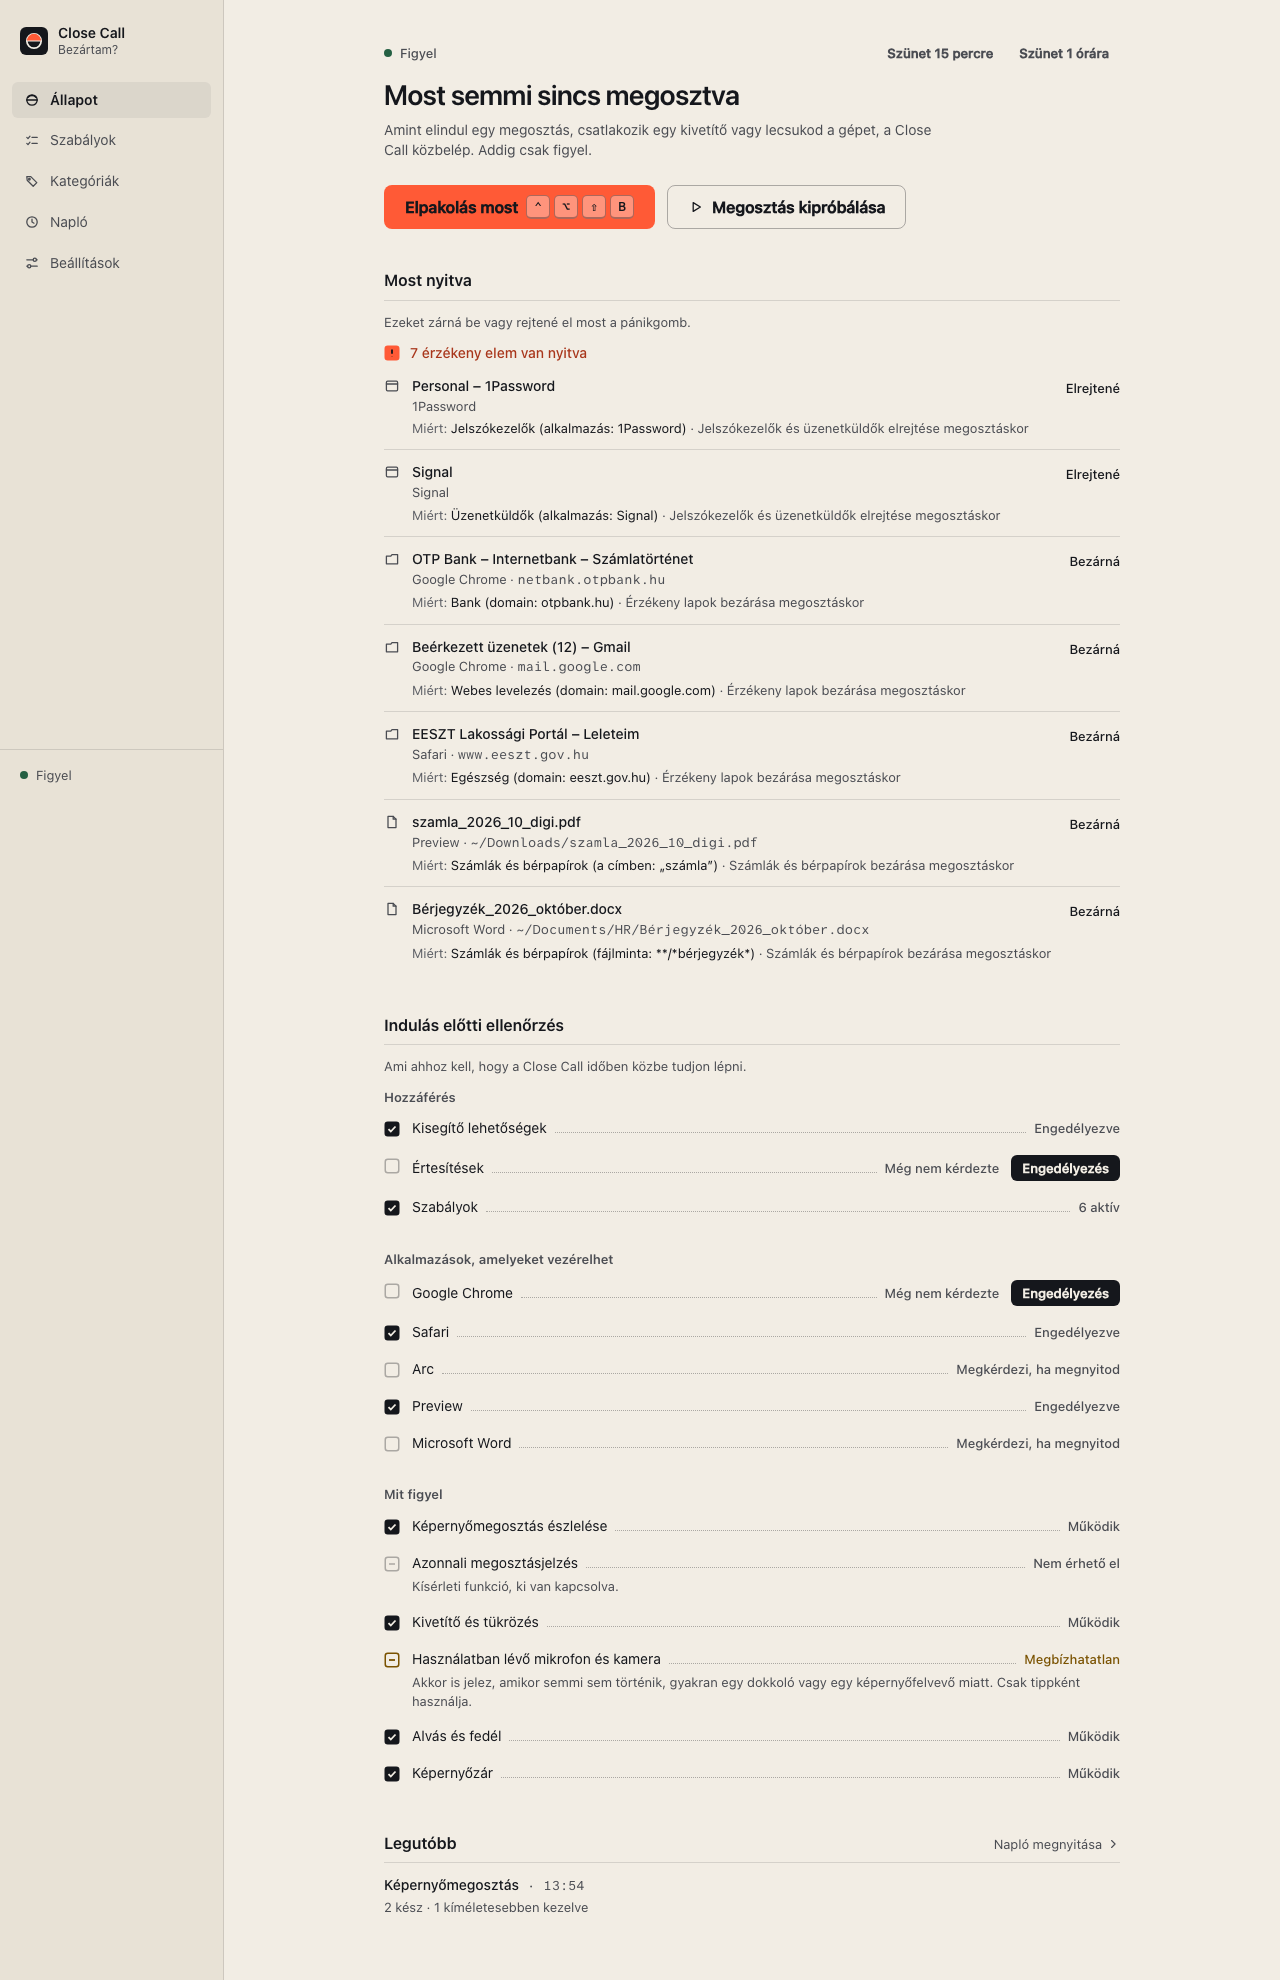 Close Call
Bezártam?
Állapot
Szabályok
Kategóriák
Napló
Beállítások
Figyel
Figyel
Szünet 15 percre
Szünet 1 órára
Most semmi sincs megosztva
Amint elindul egy megosztás, csatlakozik egy kivetítő vagy lecsukod a gépet, a Close
Call közbelép. Addig csak figyel.
Elpakolás most ⌃ ⌥ ⇧ B
Megosztás kipróbálása
Most nyitva
Ezeket zárná be vagy rejtené el most a pánikgomb.
7 érzékeny elem van nyitva
Personal – 1Password
Elrejtené
1Password
Miért: Jelszókezelők (alkalmazás: 1Password) · Jelszókezelők és üzenetküldők elrejtése megosztáskor
Signal
Elrejtené
Signal
Miért: Üzenetküldők (alkalmazás: Signal) · Jelszókezelők és üzenetküldők elrejtése megosztáskor
OTP Bank – Internetbank – Számlatörténet
Bezárná
Google Chrome · netbank.otpbank.hu
Miért: Bank (domain: otpbank.hu) · Érzékeny lapok bezárása megosztáskor
Beérkezett üzenetek (12) – Gmail
Bezárná
Google Chrome · mail.google.com
Miért: Webes levelezés (domain: mail.google.com) · Érzékeny lapok bezárása megosztáskor
EESZT Lakossági Portál – Leleteim
Bezárná
Safari · www.eeszt.gov.hu
Miért: Egészség (domain: eeszt.gov.hu) · Érzékeny lapok bezárása megosztáskor
szamla_2026_10_digi.pdf
Bezárná
Preview · ~/Downloads/szamla_2026_10_digi.pdf
Miért: Számlák és bérpapírok (a címben: „számla”) · Számlák és bérpapírok bezárása megosztáskor
Bérjegyzék_2026_október.docx
Bezárná
Microsoft Word · ~/Documents/HR/Bérjegyzék_2026_október.docx
Miért: Számlák és bérpapírok (fájlminta: **/*bérjegyzék*) · Számlák és bérpapírok bezárása megosztáskor
Indulás előtti ellenőrzés
Ami ahhoz kell, hogy a Close Call időben közbe tudjon lépni.
Hozzáférés
Kisegítő lehetőségek
Engedélyezve
Értesítések
Még nem kérdezte
Engedélyezés
Szabályok
6 aktív
Alkalmazások, amelyeket vezérelhet
Google Chrome
Még nem kérdezte
Engedélyezés
Safari
Engedélyezve
Arc
Megkérdezi, ha megnyitod
Preview
Engedélyezve
Microsoft Word
Megkérdezi, ha megnyitod
Mit figyel
Képernyőmegosztás észlelése
Működik
Azonnali megosztásjelzés
Nem érhető el
Kísérleti funkció, ki van kapcsolva.
Kivetítő és tükrözés
Működik
Használatban lévő mikrofon és kamera
Megbízhatatlan
Akkor is jelez, amikor semmi sem történik, gyakran egy dokkoló vagy egy képernyőfelvevő miatt. Csak tippként
használja.
Alvás és fedél
Működik
Képernyőzár
Működik
Legutóbb
Napló megnyitása
Képernyőmegosztás · 13:54
2 kész · 1 kíméletesebben kezelve